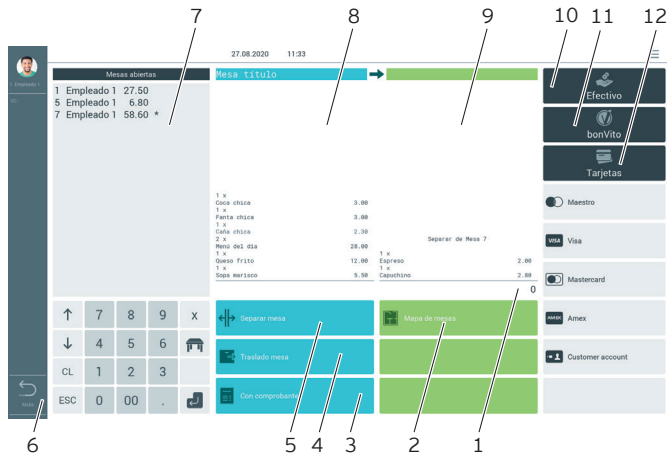 7 8 9 10 11 12
27.08.2020 11:33
Mesas abiertas
1 Empleado 1 27.50
5 Empleado 1 6.80
7 Empleado 1 58.60 *
Mesa título
1 x
Coca chica 3.00
1 x
Fanta chica 3.00
1 x
Caña chica 2.30
2 x
Menú del día 28.00
1 x
Queso frito 12.00
1 x
Sopa marisco 5.50
Separar de Mesa 7
1 x
Espreso 2.00
1 x
Capuchino 2.80
0
Efectivo
bonVito
Tarjetas
Maestro
VISA Visa
Mastercard
AMEX Amex
Customer account
7 8 9 X
4 5 6
CL 1 2 3
ESC 0 00 .
Separar mesa
Traslado mesa
Con comprobante
Mapa de mesas
6 5 4 3 2 1